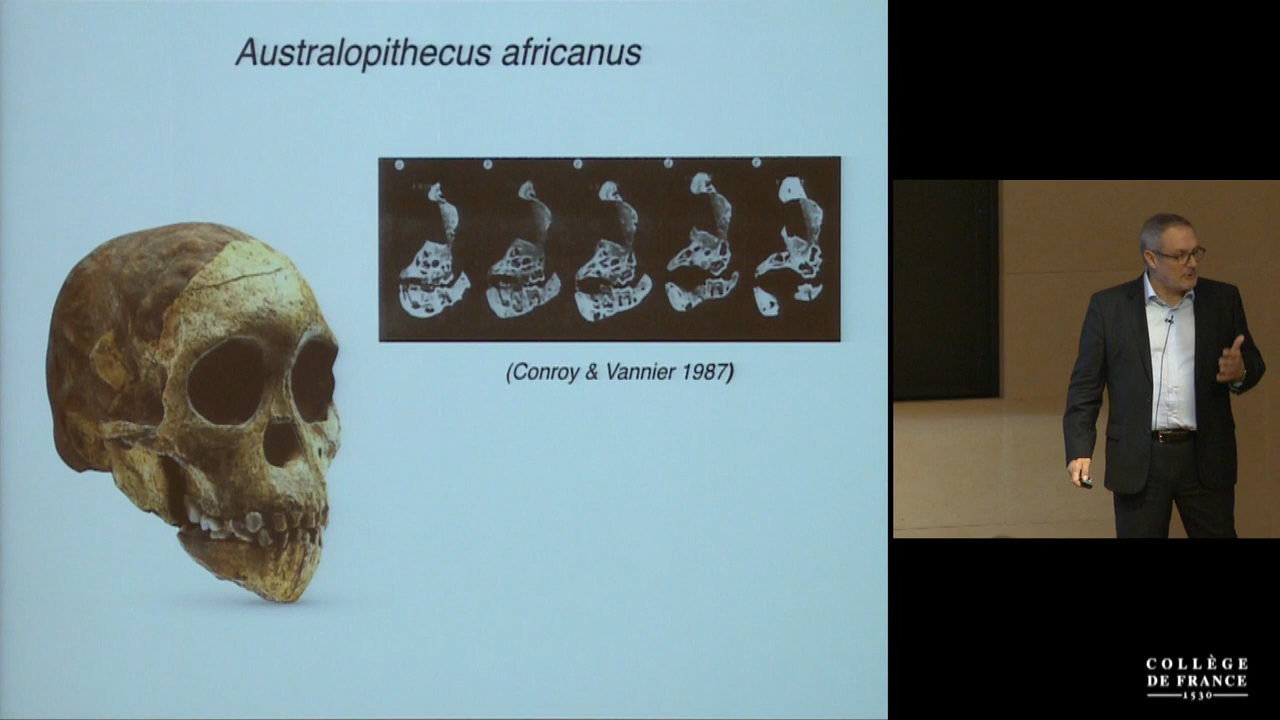 Australopithecus africanus
(Conroy & Vannier 1987)
COLLÈGE
DE FRANCE
1530